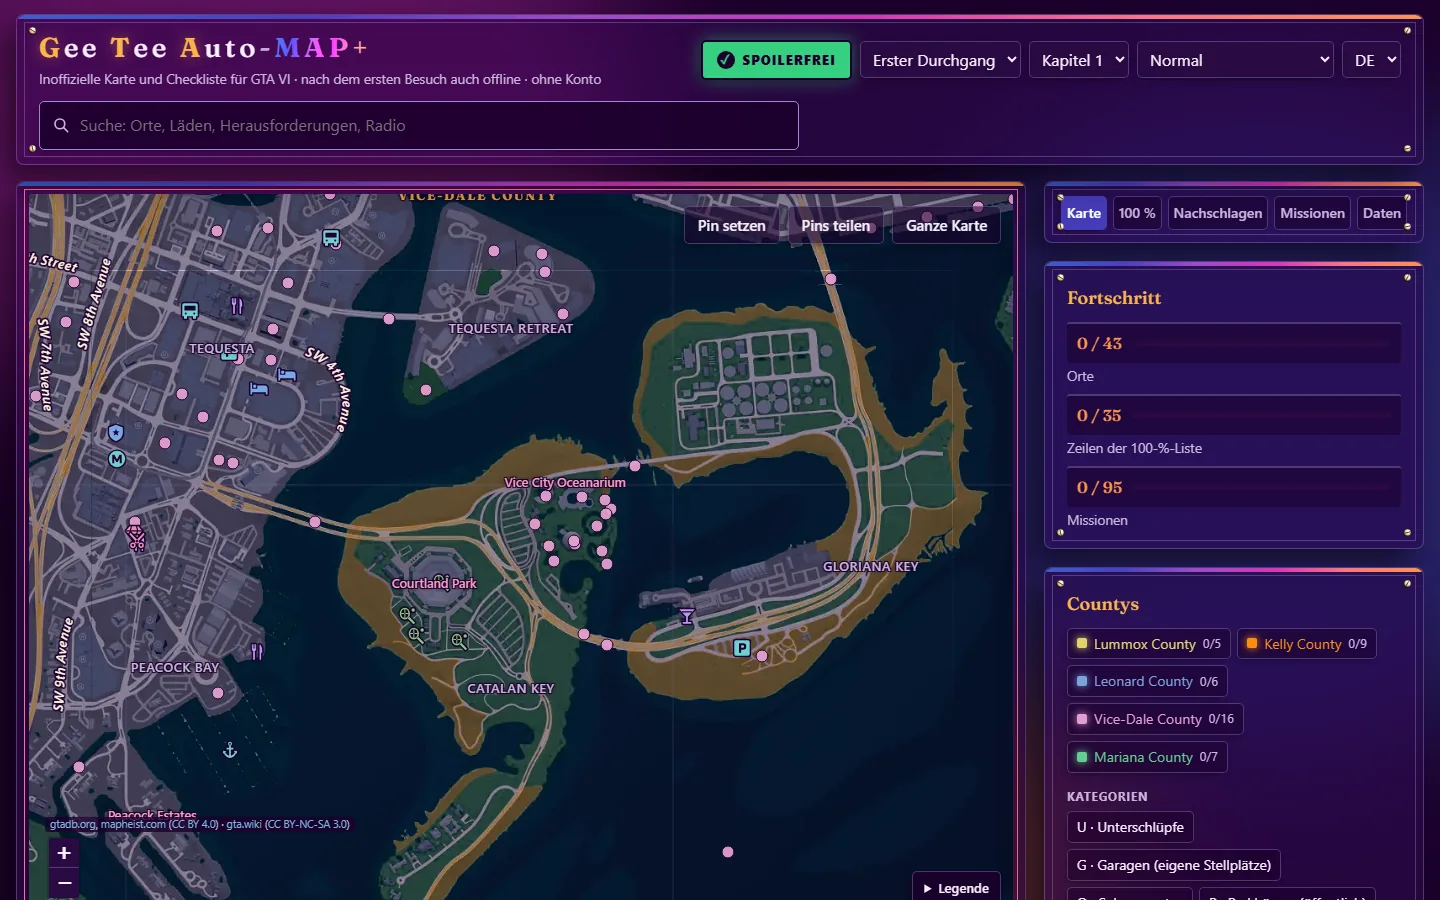 Gee Tee Auto-MAP+
Inoffizielle Karte und Checkliste für GTA VI · nach dem ersten Besuch auch offline · ohne Konto
SPOILERFREI
Erster Durchgang
Kapitel 1
Normal
DE
Suche: Orte, Läden, Herausforderungen, Radio
VICE-DALE COUNTY
Pin setzen
Pins teilen
Ganze Karte
h Street
SW 8th Avenue
SW 7th Avenue
TEQUESTA
SW 4th Avenue
TEQUESTA RETREAT
M
Vice City Oceanarium
Courtland Park
GLORIANA KEY
P
SW 9th Avenue
PEACOCK BAY
CATALAN KEY
Peacock Estates
gtadb.org, mapheist.com (CC BY 4.0) · gta.wiki (CC BY-NC-SA 3.0)
+
−
Legende
Karte
100 %
Nachschlagen
Missionen
Daten
Fortschritt
0 / 43
Orte
0 / 35
Zeilen der 100-%-Liste
0 / 95
Missionen
Countys
Lummox County 0/5
Kelly County 0/9
Leonard County 0/6
Vice-Dale County 0/16
Mariana County 0/7
KATEGORIEN
U · Unterschlüpfe
G · Garagen (eigene Stellplätze)